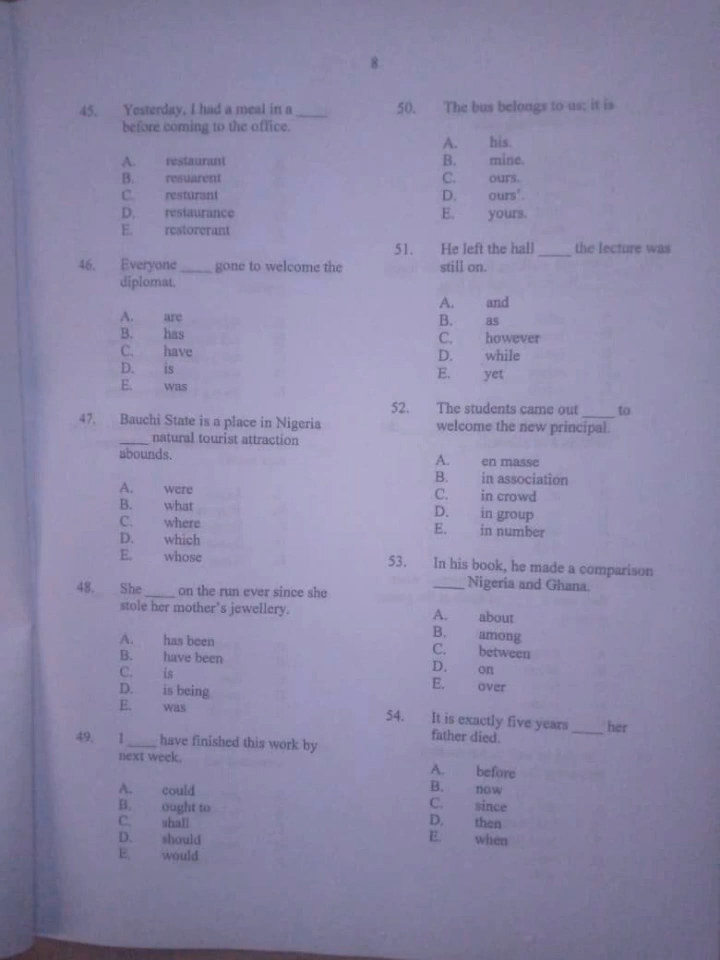 8
45. Yesterday, I had a meal in a ____
before coming to the office.
A. restaurant
B. resuarent
C. resturant
D. restaurance
E. restorerant
46. Everyone ____ gone to welcome the
diplomat.
A. are
B. has
C. have
D. is
E. was
47. Bauchi State is a place in Nigeria
____ natural tourist attraction
abounds.
A. were
B. what
C. where
D. which
E. whose
48. She ____ on the run ever since she
stole her mother's jewellery.
A. has been
B. have been
C. is
D. is being
E. was
49. I ____ have finished this work by
next week.
A. could
B. ought to
C. shall
D. should
E. would
50. The bus belongs to us; it is
A. his.
B. mine.
C. ours.
D. ours'.
E. yours.
51. He left the hall ____ the lecture was
still on.
A. and
B. as
C. however
D. while
E. yet
52. The students came out ____ to
welcome the new principal.
A. en masse
B. in association
C. in crowd
D. in group
E. in number
53. In his book, he made a comparison
____ Nigeria and Ghana.
A. about
B. among
C. between
D. on
E. over
54. It is exactly five years ____ her
father died.
A. before
B. now
C. since
D. then
E. when